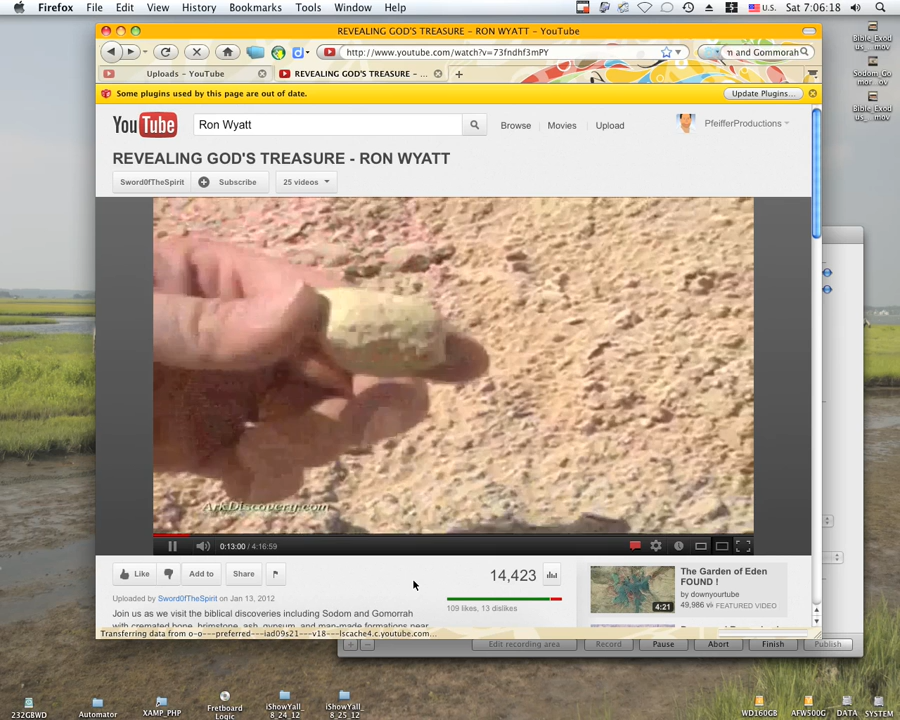 Firefox File Edit View History Bookmarks Tools Window Help U.S. Sat 7:06:18
REVEALING GOD'S TREASURE - RON WYATT - YouTube
http://www.youtube.com/watch?v=73fndhf3mPY
n and Gommorah
Uploads - YouTube
REVEALING GOD'S TREASURE - ...
Some plugins used by this page are out of date.
Update Plugins...
YouTube
Ron Wyatt
Browse Movies Upload
PfeifferProductions
REVEALING GOD'S TREASURE - RON WYATT
Sword0fTheSpirit
Subscribe
25 videos
ArkDiscovery.com
0:13:00 / 4:16:59
Like
Add to
Share
14,423
109 likes, 13 dislikes
Uploaded by Sword0fTheSpirit on Jan 13, 2012
Join us as we visit the biblical discoveries including Sodom and Gomorrah
with cremated bone, brimstone, ash, gypsum, and man-made formations near
The Garden of Eden
FOUND !
by downyourtube
49,986 vi FEATURED VIDEO
4:21
Transferring data from o-o---preferred---iad09s21---v18---lscache4.c.youtube.com...
Edit recording area
Record
Pause
Abort
Finish
Publish
Bible_Exod
us_...mov
Sodom_Go
mor...ov
Bible_Exod
us_...mov
232GBWD
Automator
XAMP_PHP
Fretboard
Logic
iShowYall
_8_24_12
iShowYall
_8_25_12
WD160GB
AFW500G
DATA
SYSTEM